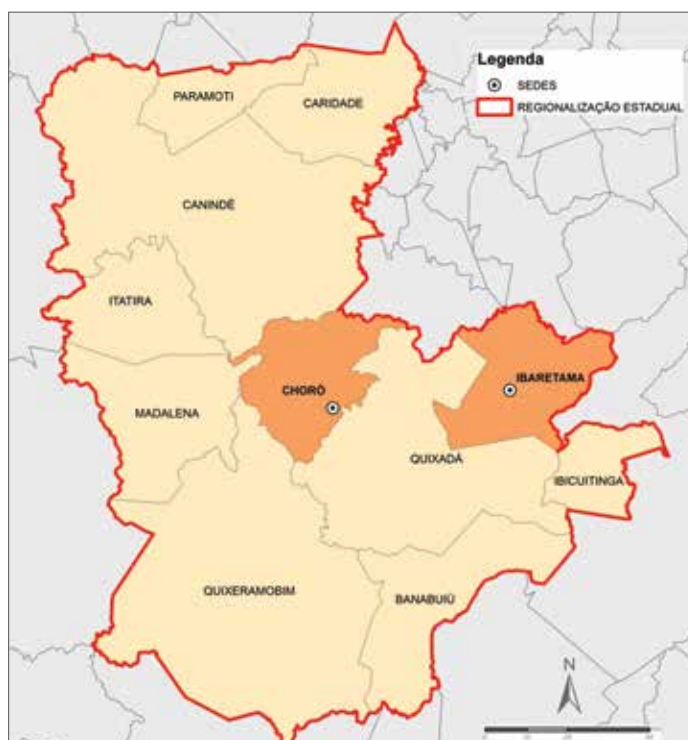 Legenda
SEDES
REGIONALIZAÇÃO ESTADUAL
PARAMOTI
CARIDADE
CANINDÉ
ITATIRA
CHORÓ
IBARETAMA
MADALENA
QUIXADÁ
IBICUITINGA
QUIXERAMOBIM
BANABUIÚ
N